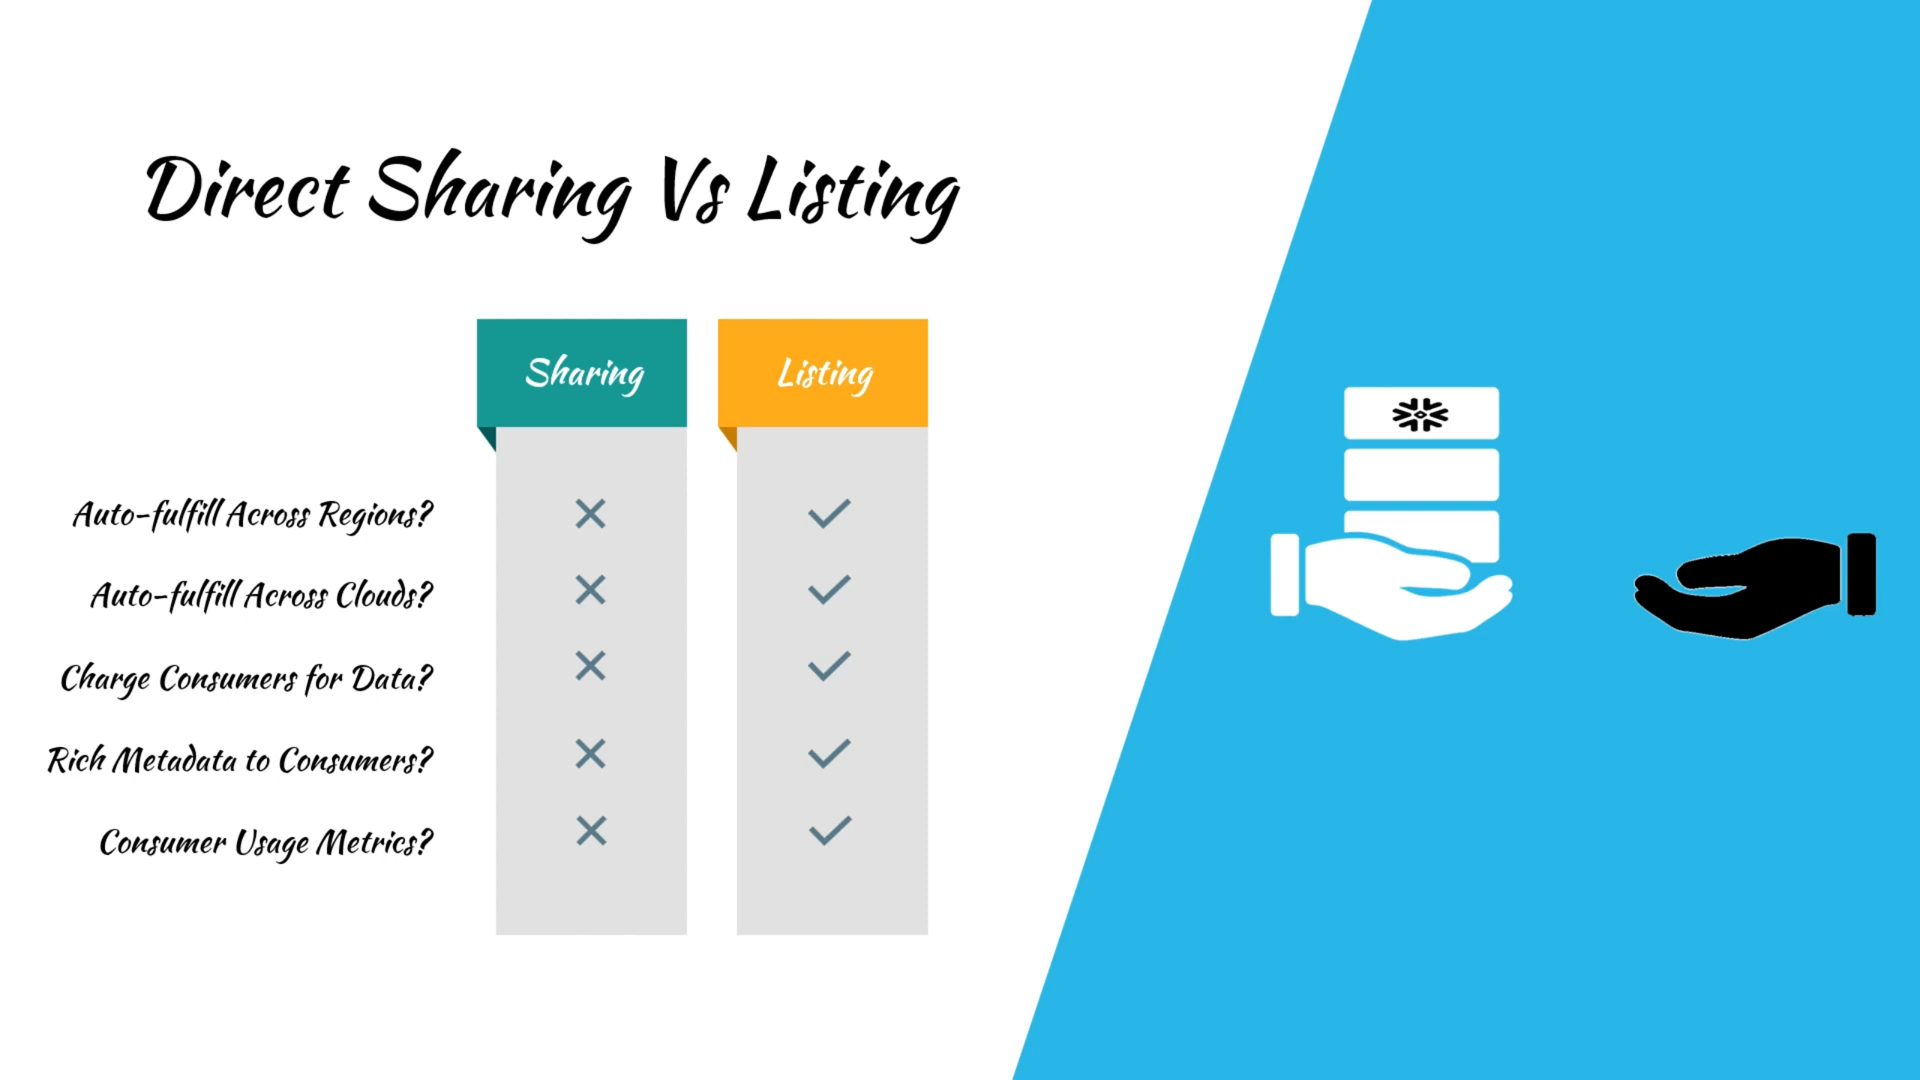 Direct Sharing Vs Listing
Sharing Listing
Auto-fulfill Across Regions?
Auto-fulfill Across Clouds?
Charge Consumers for Data?
Rich Metadata to Consumers?
Consumer Usage Metrics?